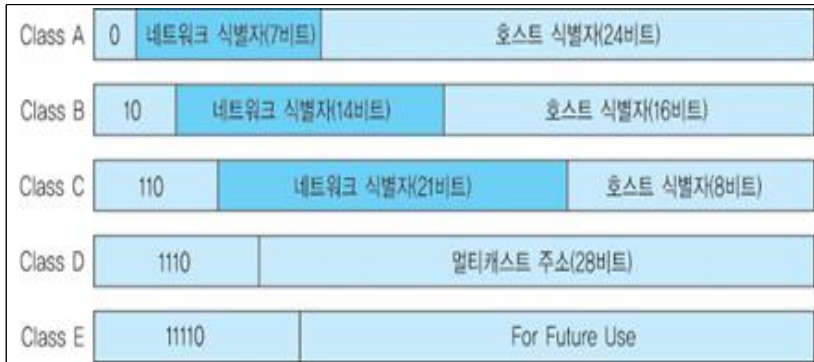 Class A 0 네트워크 식별자(7비트) 호스트 식별자(24비트)
Class B 10 네트워크 식별자(14비트) 호스트 식별자(16비트)
Class C 110 네트워크 식별자(21비트) 호스트 식별자(8비트)
Class D 1110 멀티캐스트 주소(28비트)
Class E 11110 For Future Use